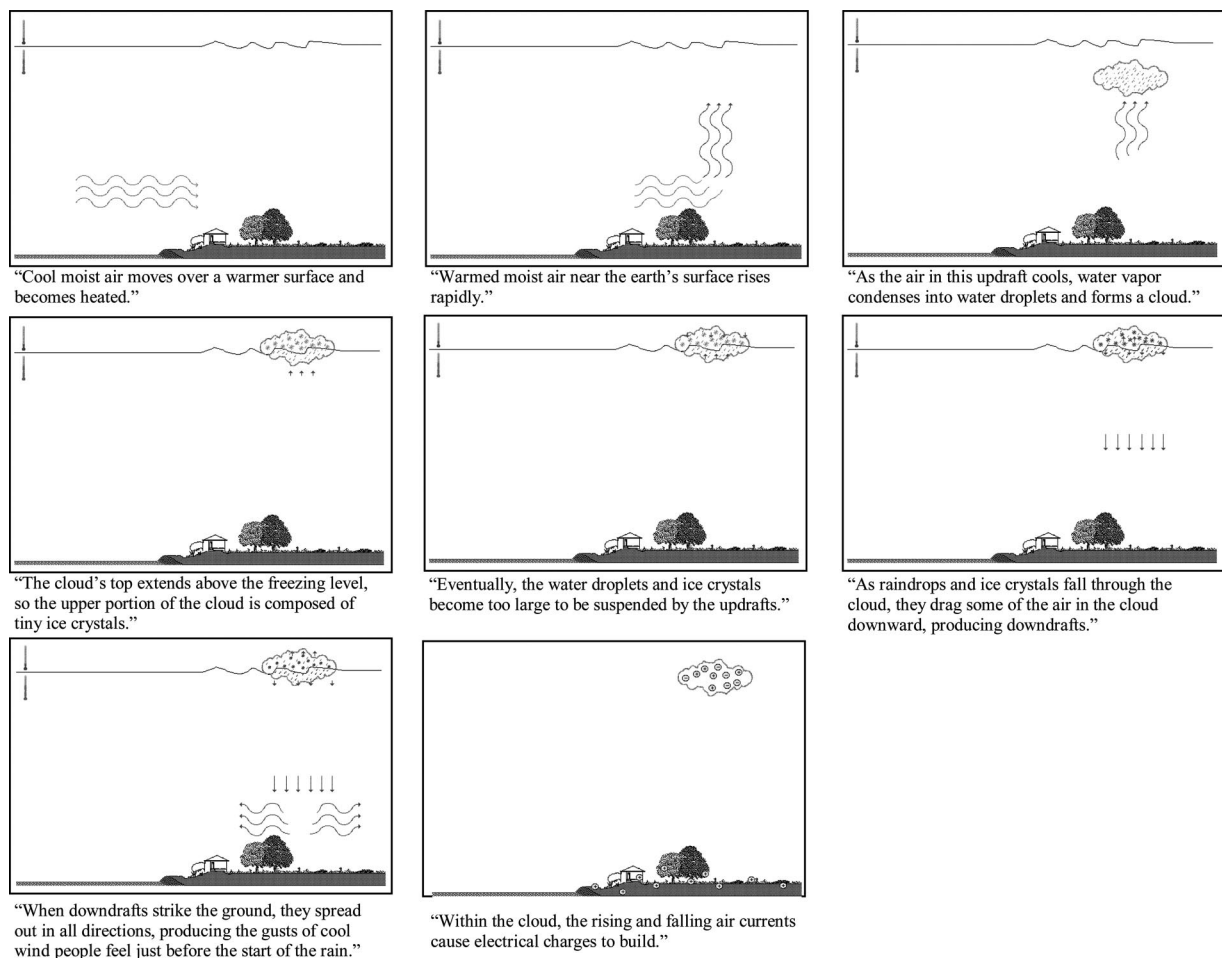 “Cool moist air moves over a warmer surface and
becomes heated.”
“Warmed moist air near the earth’s surface rises
rapidly.”
“As the air in this updraft cools, water vapor
condenses into water droplets and forms a cloud.”
“The cloud’s top extends above the freezing level,
so the upper portion of the cloud is composed of
tiny ice crystals.”
“Eventually, the water droplets and ice crystals
become too large to be suspended by the updrafts.”
“As raindrops and ice crystals fall through the
cloud, they drag some of the air in the cloud
downward, producing downdrafts.”
“When downdrafts strike the ground, they spread
out in all directions, producing the gusts of cool
wind people feel just before the start of the rain.”
“Within the cloud, the rising and falling air currents
cause electrical charges to build.”